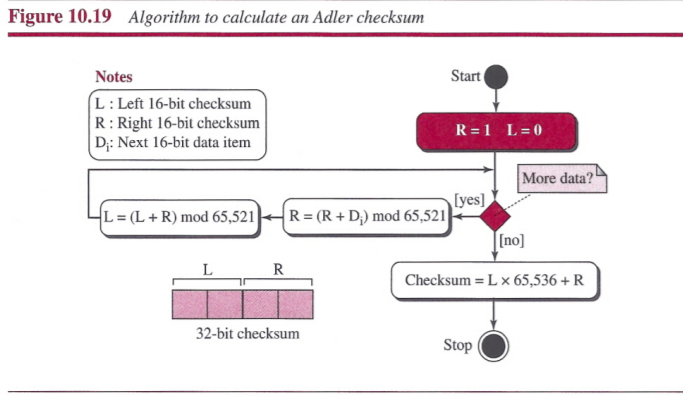 Figure 10.19 Algorithm to calculate an Adler checksum
Notes
L : Left 16-bit checksum
R : Right 16-bit checksum
Di: Next 16-bit data item
Start
R = 1 L = 0
More data?
[yes]
L = (L + R) mod 65,521
R = (R + Di) mod 65,521
[no]
L R
Checksum = L × 65,536 + R
32-bit checksum
Stop